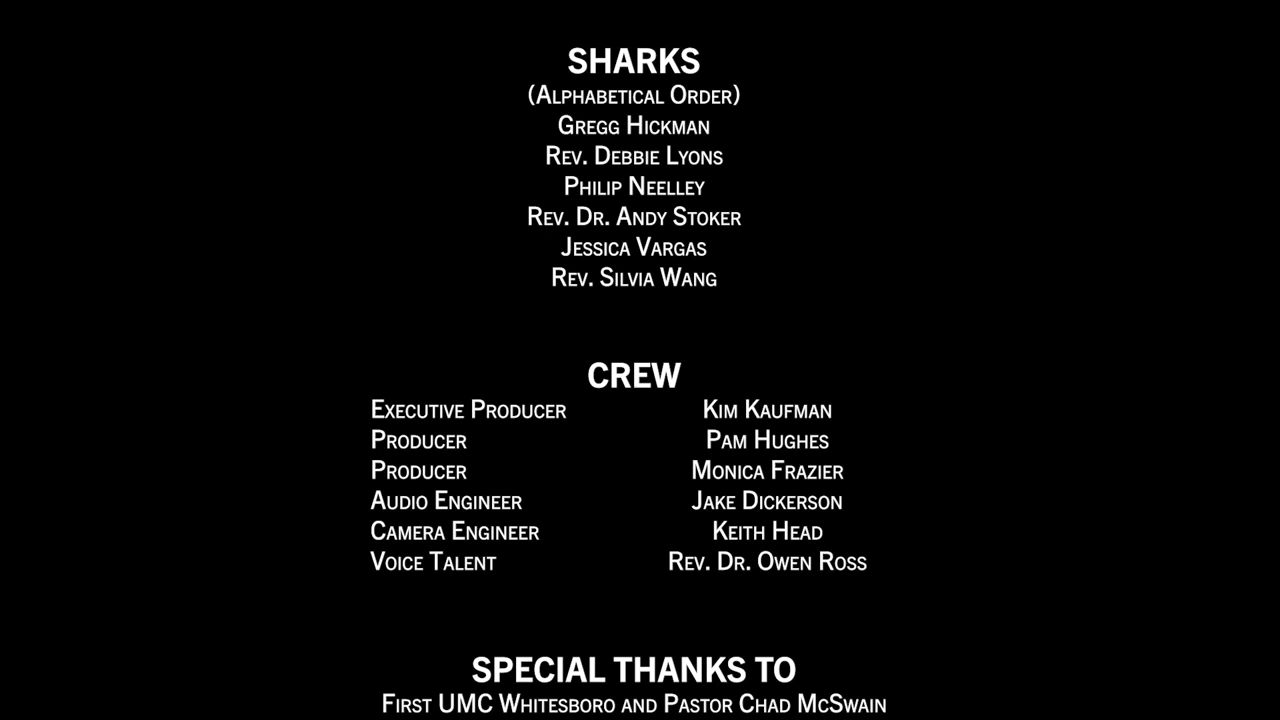 SHARKS
(Alphabetical Order)
Gregg Hickman
Rev. Debbie Lyons
Philip Neelley
Rev. Dr. Andy Stoker
Jessica Vargas
Rev. Silvia Wang
CREW
Executive Producer Kim Kaufman
Producer Pam Hughes
Producer Monica Frazier
Audio Engineer Jake Dickerson
Camera Engineer Keith Head
Voice Talent Rev. Dr. Owen Ross
SPECIAL THANKS TO
First UMC Whitesboro and Pastor Chad McSwain